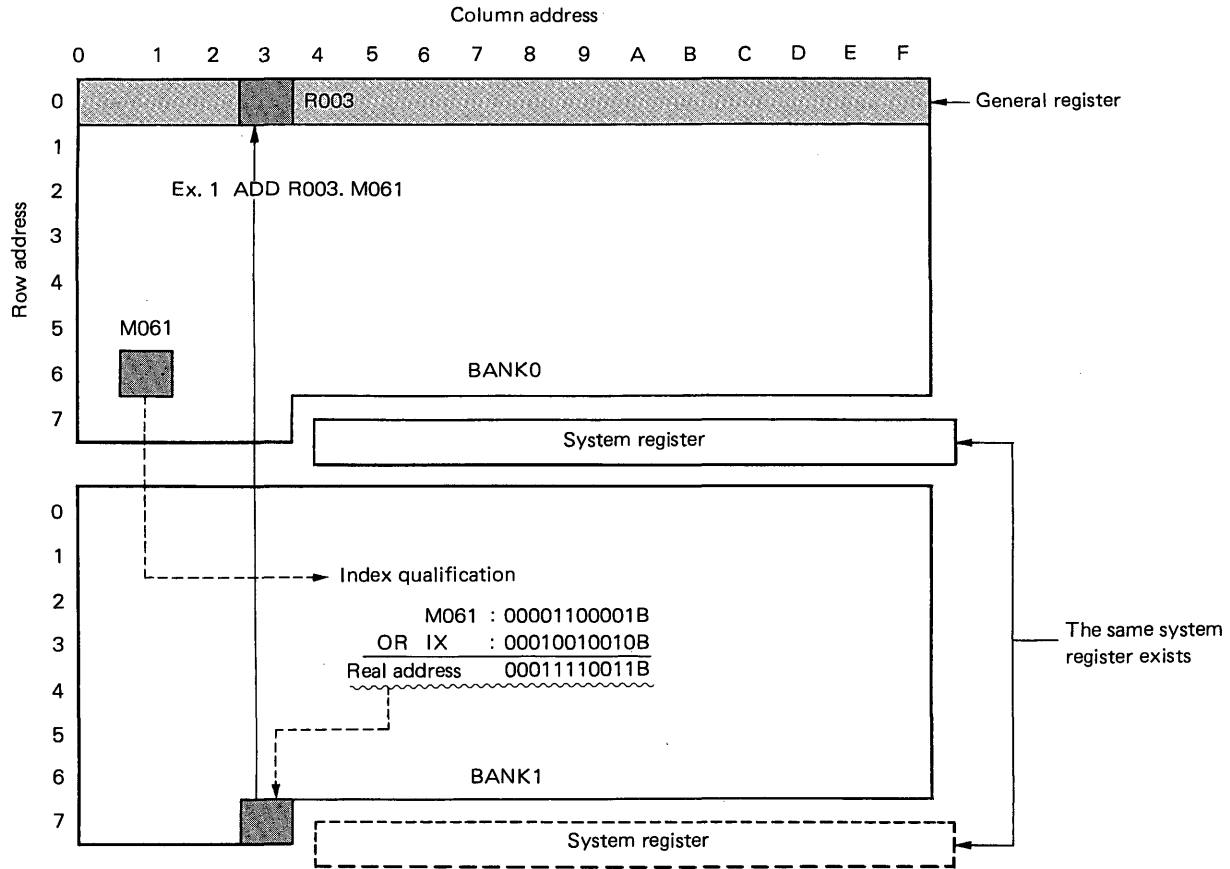 Column address
0 1 2 3 4 5 6 7 8 9 A B C D E F
0 R003 General register
1
2 Ex. 1 ADD R003. M061
3
Row address
4
5 M061
6 BANK0
7 System register
0
1
Index qualification
2
M061 : 00001100001B
3 OR IX : 00010010010B
Real address 00011110011B
4
5
6 BANK1
7 System register
The same system
register exists